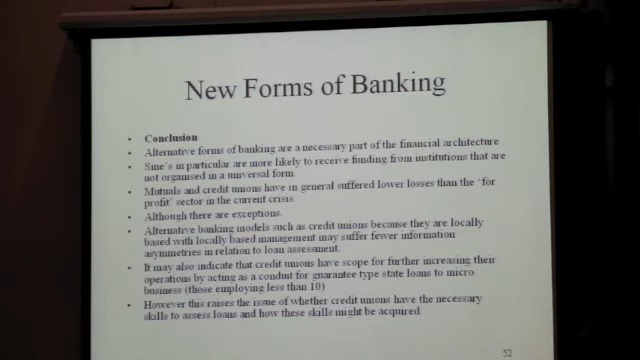 New Forms of Banking
• Conclusion
• Alternative forms of banking are a necessary part of the financial architecture
• Sme's in particular are more likely to receive funding from institutions that are
not organised in a universal form.
• Mutuals and credit unions have in general suffered lower losses than the 'for
profit' sector in the current crisis.
• Although there are exceptions.
• Alternative banking models such as credit unions because they are locally
based with locally based management may suffer fewer information
asymmetries in relation to loan assessment.
• It may also indicate that credit unions have scope for further increasing their
operations by acting as a conduit for guarantee type state loans to micro
business (those employing less than 10)
• However this raises the issue of whether credit unions have the necessary
skills to assess loans and how these skills might be acquired.